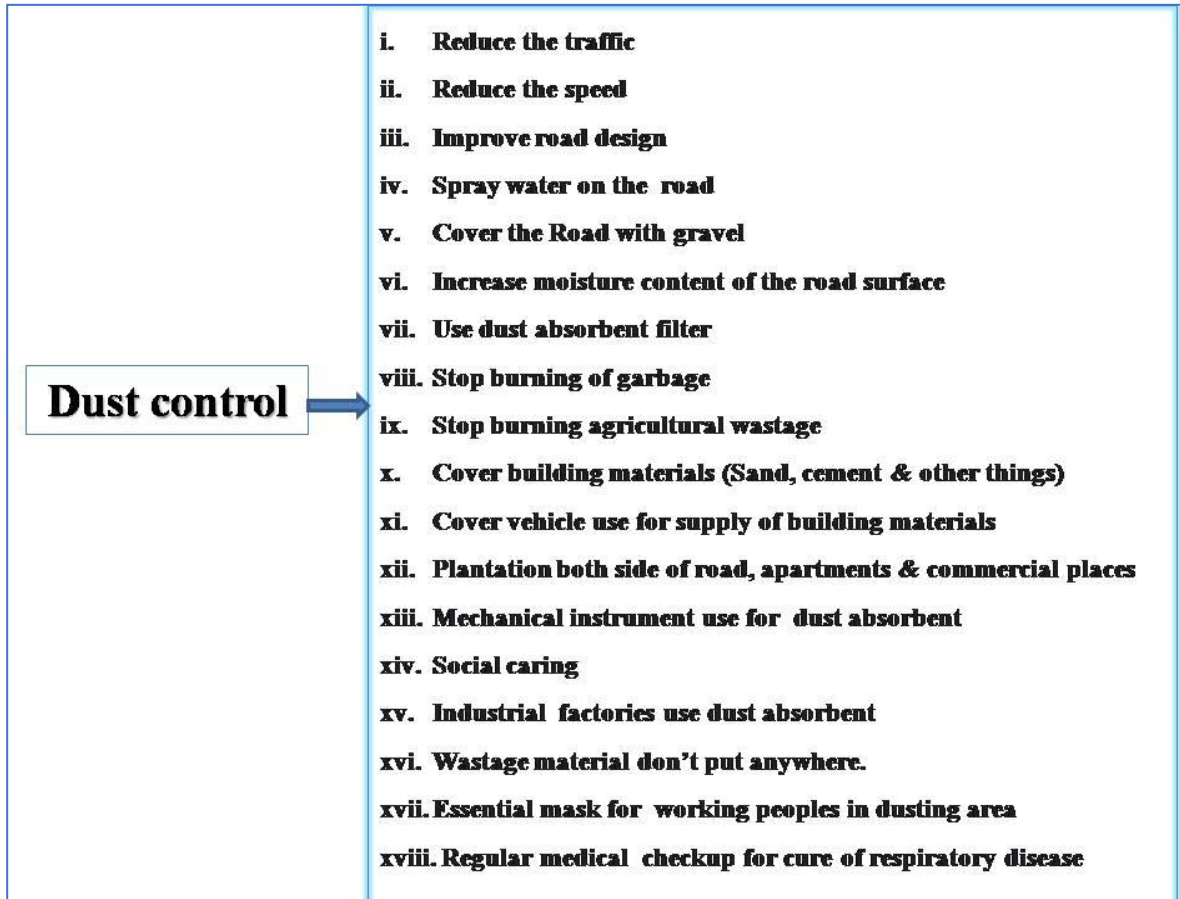 Dust control
i. Reduce the traffic
ii. Reduce the speed
iii. Improve road design
iv. Spray water on the road
v. Cover the Road with gravel
vi. Increase moisture content of the road surface
vii. Use dust absorbent filter
viii. Stop burning of garbage
ix. Stop burning agricultural wastage
x. Cover building materials (Sand, cement & other things)
xi. Cover vehicle use for supply of building materials
xii. Plantation both side of road, apartments & commercial places
xiii. Mechanical instrument use for dust absorbent
xiv. Social caring
xv. Industrial factories use dust absorbent
xvi. Wastage material don’t put anywhere.
xvii. Essential mask for working peoples in dusting area
xviii. Regular medical checkup for cure of respiratory disease